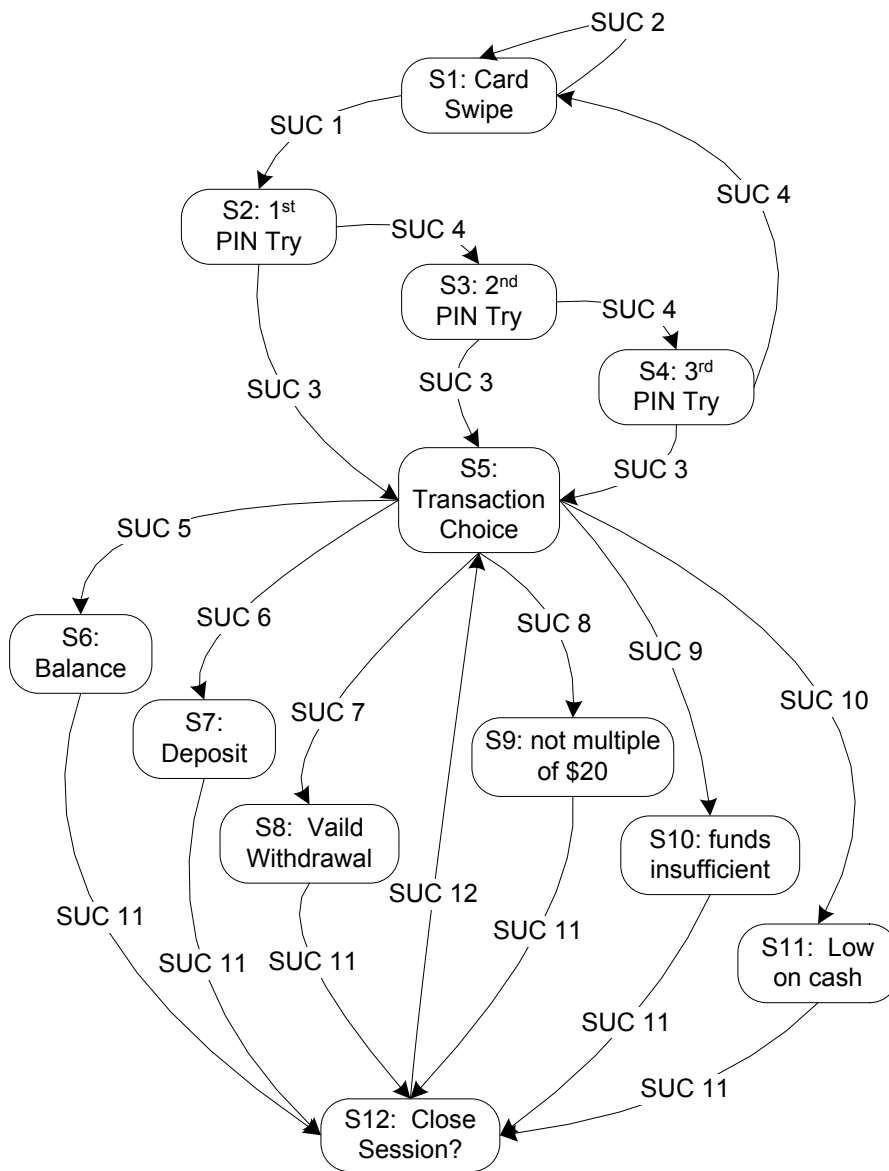 SUC 2
S1: Card
Swipe
SUC 1
SUC 4
S2: 1st
PIN Try
SUC 4
S3: 2nd
PIN Try
SUC 4
S4: 3rd
PIN Try
SUC 3
SUC 3
SUC 3
S5:
Transaction
Choice
SUC 5
SUC 6
SUC 8
SUC 9
S6:
Balance
SUC 7
SUC 10
S7:
Deposit
S9: not multiple
of $20
S8: Vaild
Withdrawal
S10: funds
insufficient
SUC 12
SUC 11
SUC 11
SUC 11
SUC 11
S11: Low
on cash
SUC 11
SUC 11
S12: Close
Session?